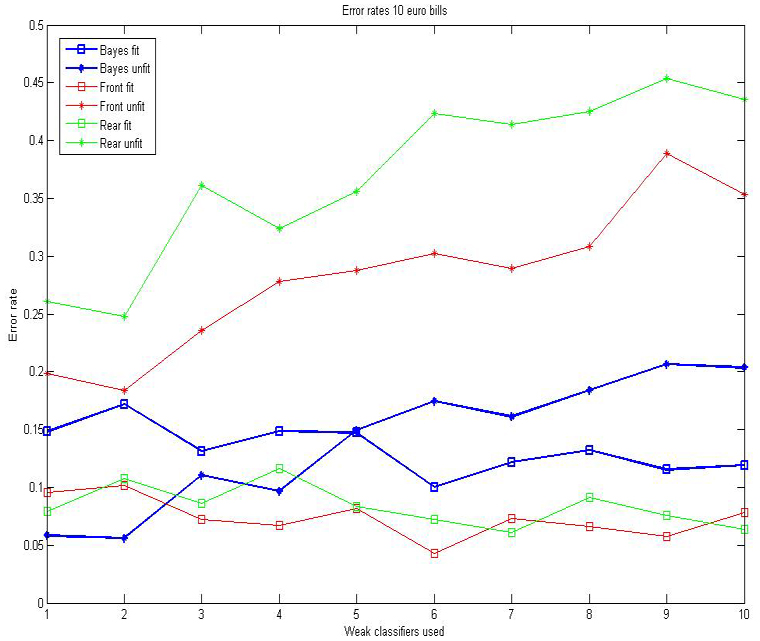 Error rates 10 euro bills
0.5
0.45
0.4
0.35
0.3
0.25
0.2
0.15
0.1
0.05
0
Error rate
Bayes fit
Bayes unfit
Front fit
Front unfit
Rear fit
Rear unfit
1 2 3 4 5 6 7 8 9 10
Weak classifiers used